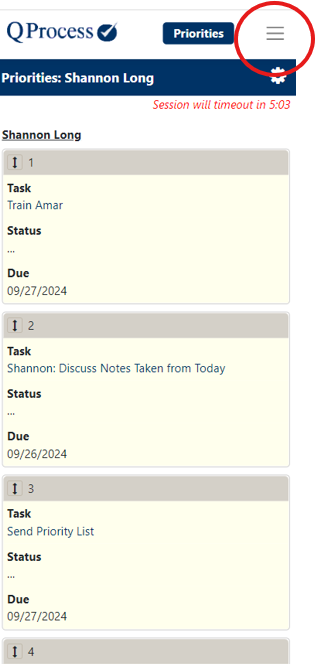 QProcess
Priorities
Priorities: Shannon Long
Session will timeout in 5:03
Shannon Long
1
Task
Train Amar
Status
...
Due
09/27/2024
2
Task
Shannon: Discuss Notes Taken from Today
Status
...
Due
09/26/2024
3
Task
Send Priority List
Status
...
Due
09/27/2024
4